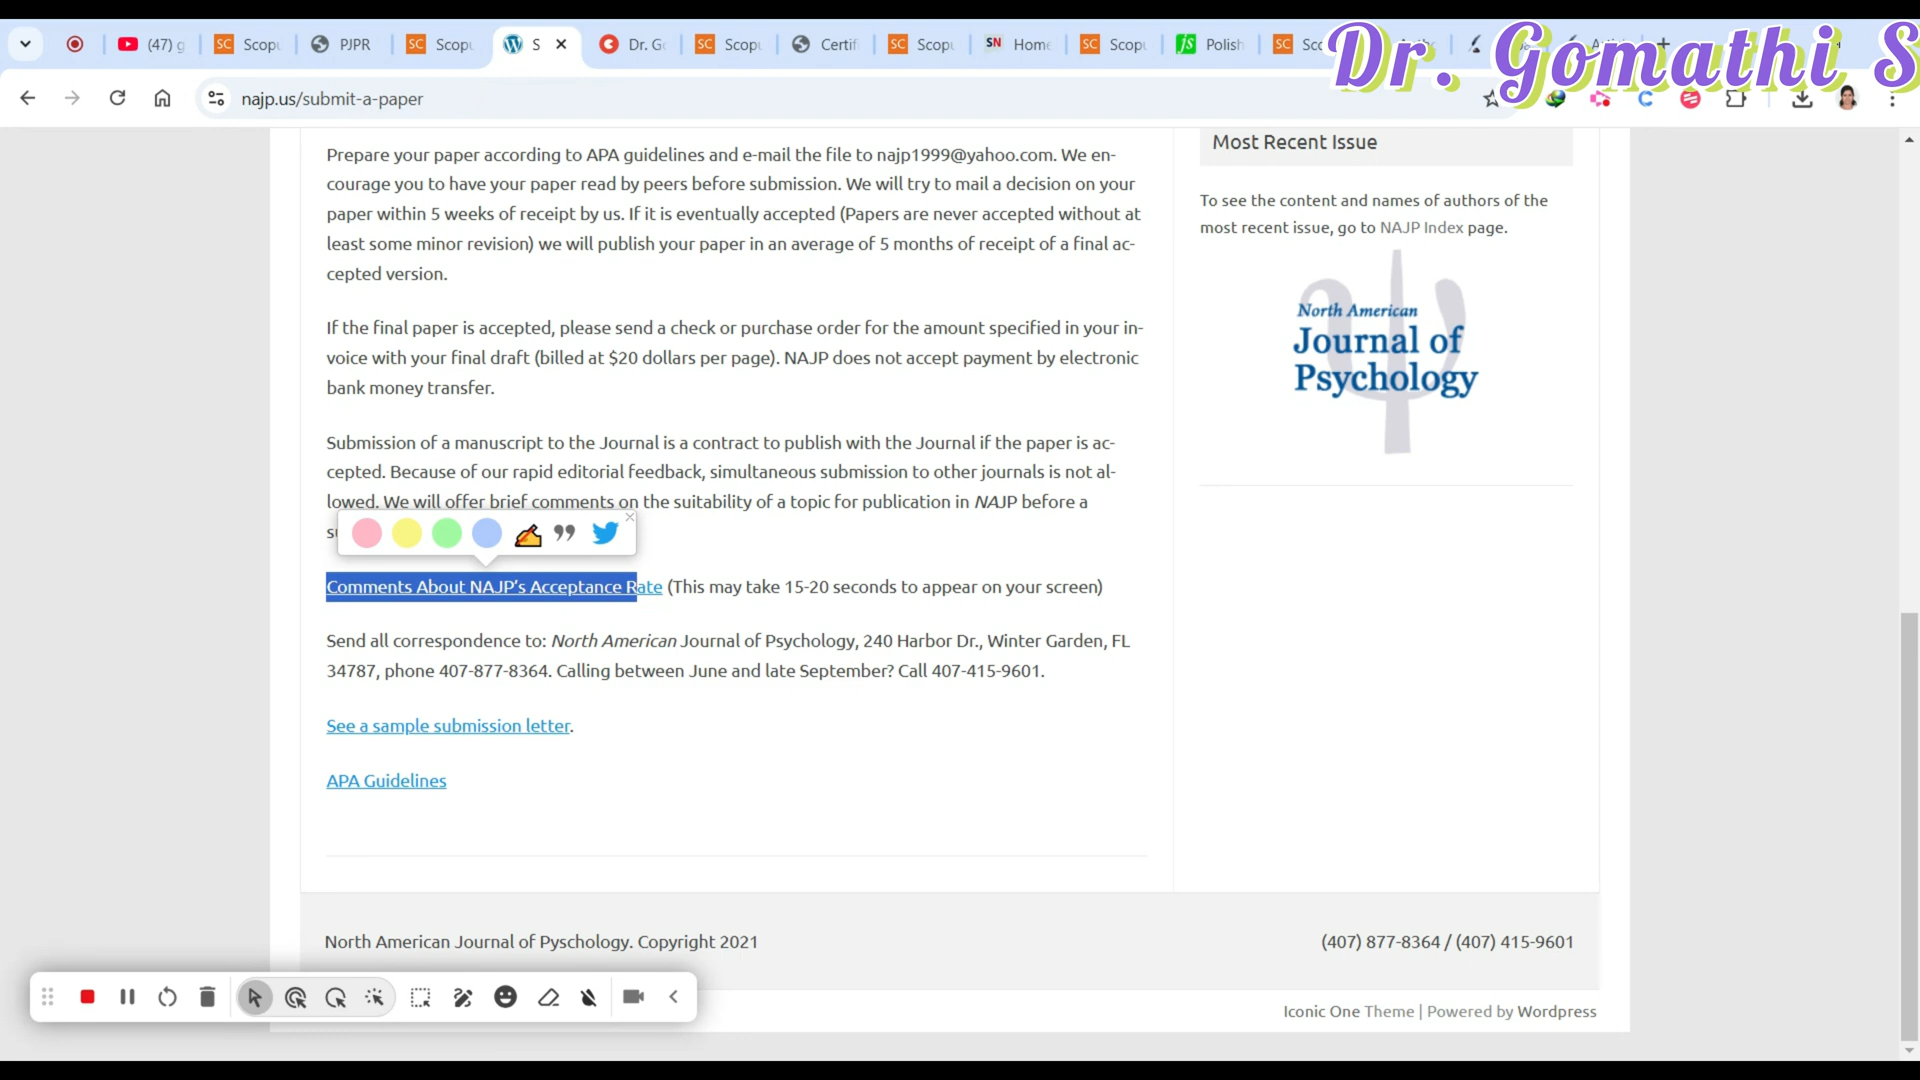 (47) g
Scopu
PJPR
Scopu
S
Dr. Go
Scopu
Certifi
Scopu
SN Home
Scopu
Polish
Sc
Dr. Gomathi S
najp.us/submit-a-paper
Prepare your paper according to APA guidelines and e-mail the file to najp1999@yahoo.com. We en-
courage you to have your paper read by peers before submission. We will try to mail a decision on your
paper within 5 weeks of receipt by us. If it is eventually accepted (Papers are never accepted without at
least some minor revision) we will publish your paper in an average of 5 months of receipt of a final ac-
cepted version.
If the final paper is accepted, please send a check or purchase order for the amount specified in your in-
voice with your final draft (billed at $20 dollars per page). NAJP does not accept payment by electronic
bank money transfer.
Submission of a manuscript to the Journal is a contract to publish with the Journal if the paper is ac-
cepted. Because of our rapid editorial feedback, simultaneous submission to other journals is not al-
lowed. We will offer brief comments on the suitability of a topic for publication in NAJP before a
Comments About NAJP's Acceptance Rate (This may take 15-20 seconds to appear on your screen)
Send all correspondence to: North American Journal of Psychology, 240 Harbor Dr., Winter Garden, FL
34787, phone 407-877-8364. Calling between June and late September? Call 407-415-9601.
See a sample submission letter.
APA Guidelines
Most Recent Issue
To see the content and names of authors of the
most recent issue, go to NAJP Index page.
North American
Journal of
Psychology
North American Journal of Pyschology. Copyright 2021
(407) 877-8364 / (407) 415-9601
Iconic One Theme | Powered by Wordpress